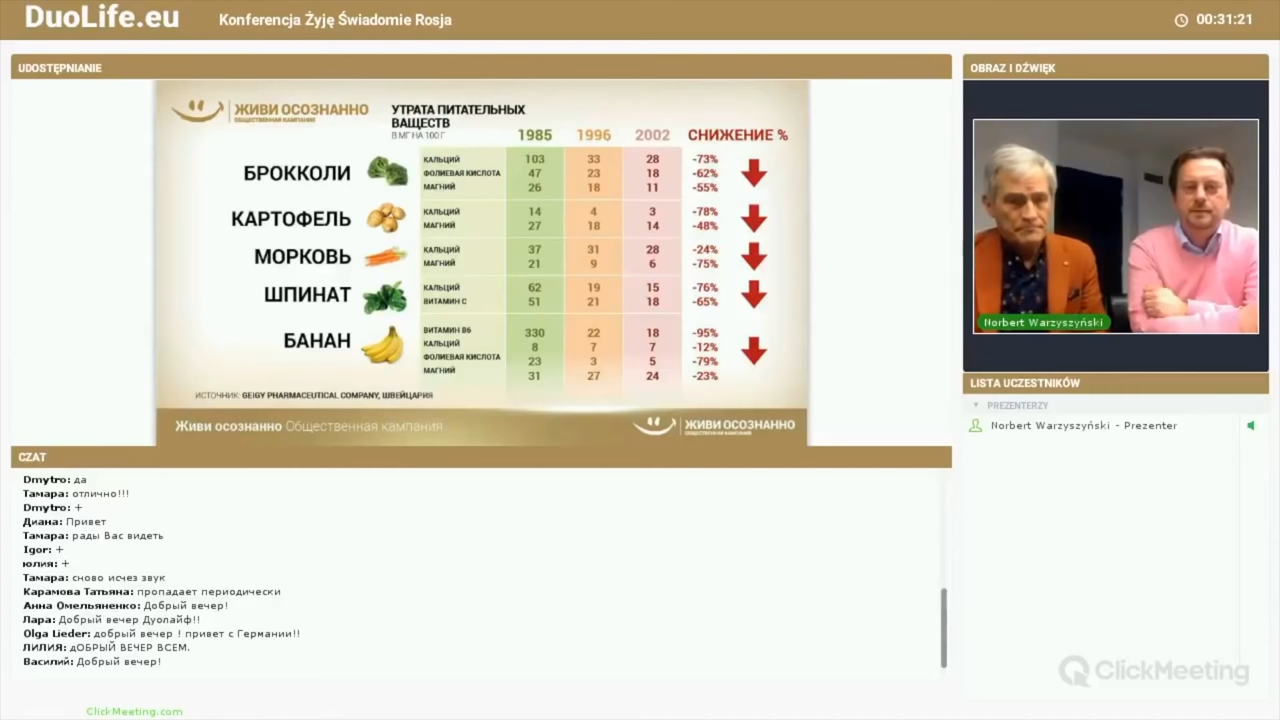 DuoLife.eu
Konferencja Żyję Świadomie Rosja
00:31:21
UDOSTĘPNIANIE
ЖИВИ ОСОЗНАННО
ОБЩЕСТВЕННАЯ КАМПАНИЯ
УТРАТА ПИТАТЕЛЬНЫХ
ВАЩЕСТВ
В МГ НА 100 Г
1985 1996 2002 СНИЖЕНИЕ %
БРОККОЛИ
КАЛЬЦИЙ 103 33 28 -73%
ФОЛИЕВАЯ КИСЛОТА 47 23 18 -62%
МАГНИЙ 26 18 11 -55%
КАРТОФЕЛЬ
КАЛЬЦИЙ 14 4 3 -78%
МАГНИЙ 27 18 14 -48%
МОРКОВЬ
КАЛЬЦИЙ 37 31 28 -24%
МАГНИЙ 21 9 6 -75%
ШПИНАТ
КАЛЬЦИЙ 62 19 15 -76%
ВИТАМИН С 51 21 18 -65%
БАНАН
ВИТАМИН В6 330 22 18 -95%
КАЛЬЦИЙ 8 7 7 -12%
ФОЛИЕВАЯ КИСЛОТА 23 3 5 -79%
МАГНИЙ 31 27 24 -23%
ИСТОЧНИК: GEIGY PHARMACEUTICAL COMPANY, ШВЕЙЦАРИЯ
Живи осознанно Общественная кампания
ЖИВИ ОСОЗНАННО
ОБЩЕСТВЕННАЯ КАМПАНИЯ
OBRAZ I DŹWIĘK
Norbert Warzyszyński
LISTA UCZESTNIKÓW
PREZENTERZY
Norbert Warzyszyński - Prezenter
CZAT
Dmytro: да
Тамара: отлично!!!
Dmytro: +
Диана: Привет
Тамара: рады Вас видеть
Igor: +
юлия: +
Тамара: сново исчез звук
Карамова Татьяна: пропадает периодически
Анна Омельяненко: Добрый вечер!
Лара: Добрый вечер Дуолайф!!
Olga Lieder: добрый вечер ! привет с Германии!!
ЛИЛИЯ: дОБРЫЙ ВЕЧЕР ВСЕМ.
Василий: Добрый вечер!
ClickMeeting
ClickMeeting.com